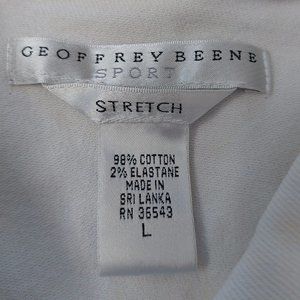 GEOFFREY BEENE
SPORT
STRETCH
98% COTTON
2% ELASTANE
MADE IN
SRI LANKA
RN 36543
L